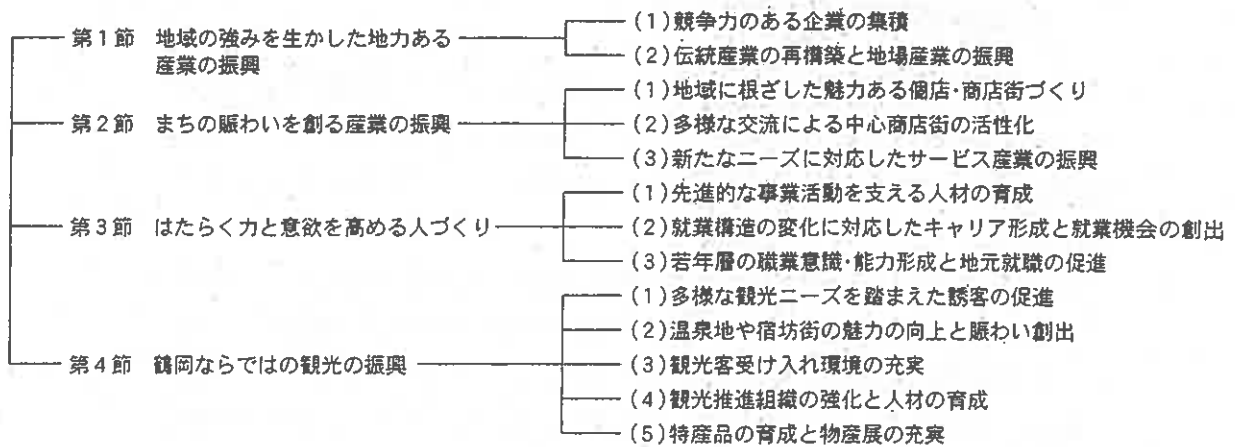 第1節 地域の強みを生かした地力ある
産業の振興
(1)競争力のある企業の集積
(2)伝統産業の再構築と地場産業の振興
第2節 まちの賑わいを創る産業の振興
(1)地域に根ざした魅力ある個店・商店街づくり
(2)多様な交流による中心商店街の活性化
(3)新たなニーズに対応したサービス産業の振興
第3節 はたらく力と意欲を高める人づくり
(1)先進的な事業活動を支える人材の育成
(2)就業構造の変化に対応したキャリア形成と就業機会の創出
(3)若年層の職業意識・能力形成と地元就職の促進
第4節 鶴岡ならではの観光の振興
(1)多様な観光ニーズを踏まえた誘客の促進
(2)温泉地や宿坊街の魅力の向上と賑わい創出
(3)観光客受け入れ環境の充実
(4)観光推進組織の強化と人材の育成
(5)特産品の育成と物産展の充実